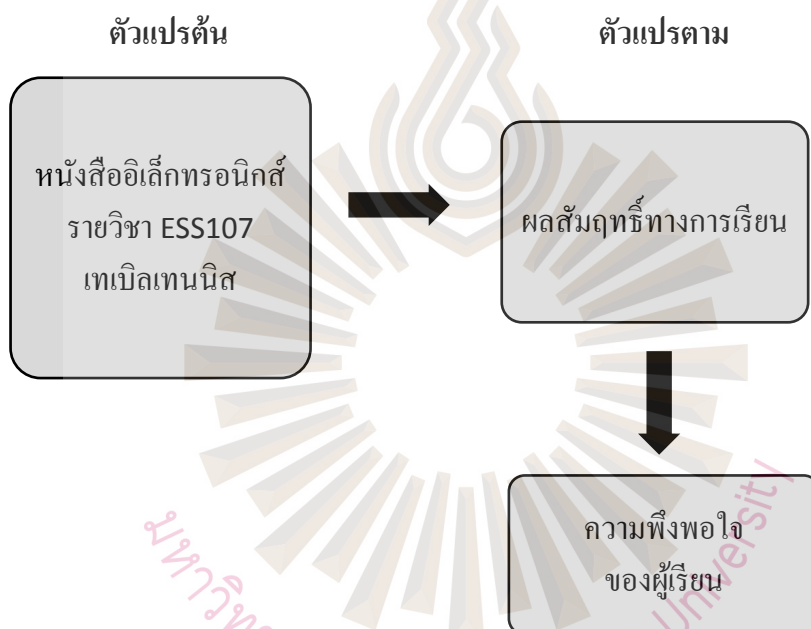 ตัวแปรต้น
ตัวแปรตาม
หนังสืออิเล็กทรอนิกส์
รายวิชา ESS107
เทเบิลเทนนิส
ผลสัมฤทธิ์ทางการเรียน
ความพึงพอใจ
ของผู้เรียน